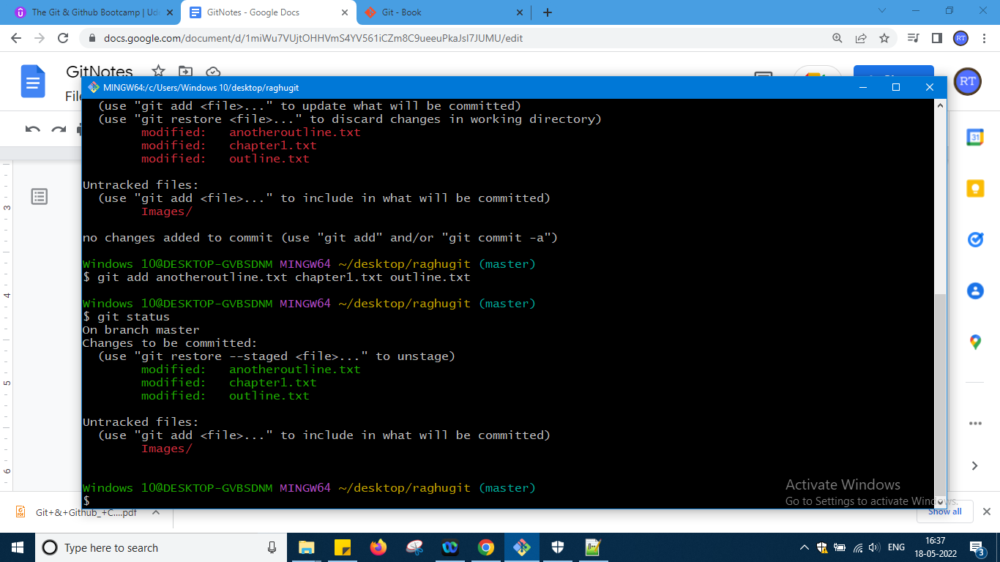 The Git & Github Bootcamp | Ud
GitNotes - Google Docs
Git - Book
docs.google.com/document/d/1miWu7VUjtOHHVmS4YV561iCZm8C9ueeuPkaJsI7JUMU/edit
RT
GitNotes
File
RT
MINGW64:/c/Users/Windows 10/desktop/raghugit
(use "git add <file>..." to update what will be committed)
(use "git restore <file>..." to discard changes in working directory)
modified: anotheroutline.txt
modified: chapter1.txt
modified: outline.txt
Untracked files:
(use "git add <file>..." to include in what will be committed)
Images/
no changes added to commit (use "git add" and/or "git commit -a")
Windows 10@DESKTOP-GVBSDNM MINGW64 ~/desktop/raghugit (master)
$ git add anotheroutline.txt chapter1.txt outline.txt
Windows 10@DESKTOP-GVBSDNM MINGW64 ~/desktop/raghugit (master)
$ git status
On branch master
Changes to be committed:
(use "git restore --staged <file>..." to unstage)
modified: anotheroutline.txt
modified: chapter1.txt
modified: outline.txt
Untracked files:
(use "git add <file>..." to include in what will be committed)
Images/
Windows 10@DESKTOP-GVBSDNM MINGW64 ~/desktop/raghugit (master)
$
3
4
5
6
31
Activate Windows
Go to Settings to activate Windows.
Git+&+Github_+C....pdf
Show all
Type here to search
ENG
16:37
18-05-2022
3